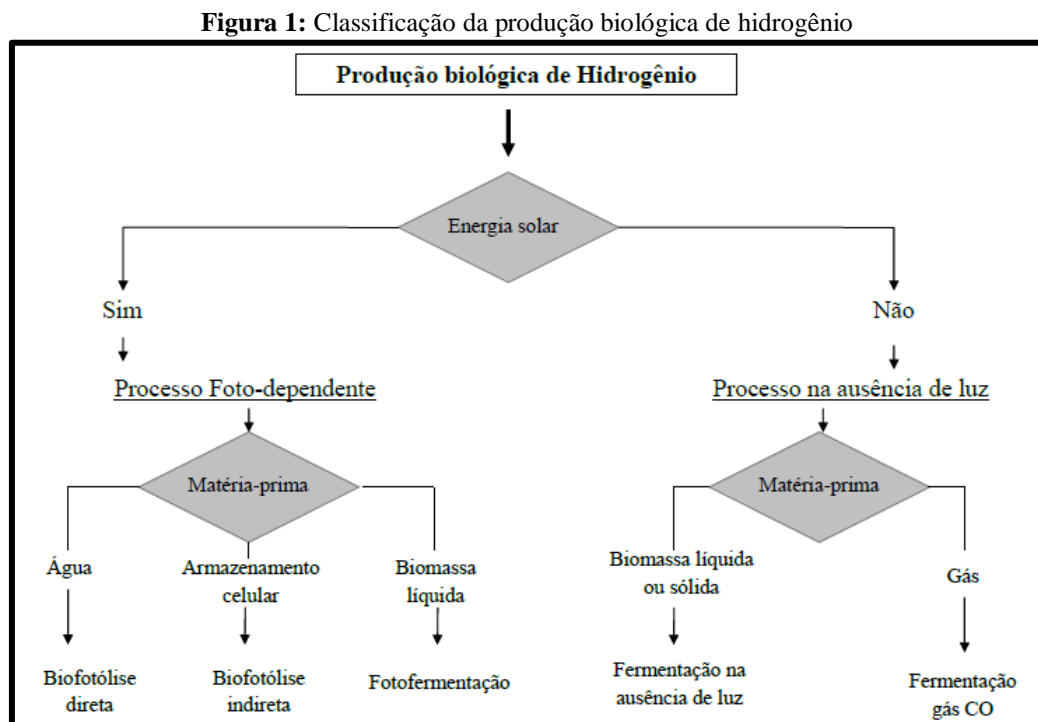 Figura 1: Classificação da produção biológica de hidrogênio
Produção biológica de Hidrogênio
Energia solar
Sim
Não
Processo Foto-dependente
Processo na ausência de luz
Matéria-prima
Matéria-prima
Água
Armazenamento
celular
Biomassa
líquida
Biomassa líquida
ou sólida
Gás
Biofotólise
direta
Biofotólise
indireta
Fotofermentação
Fermentação na
ausência de luz
Fermentação
gás CO